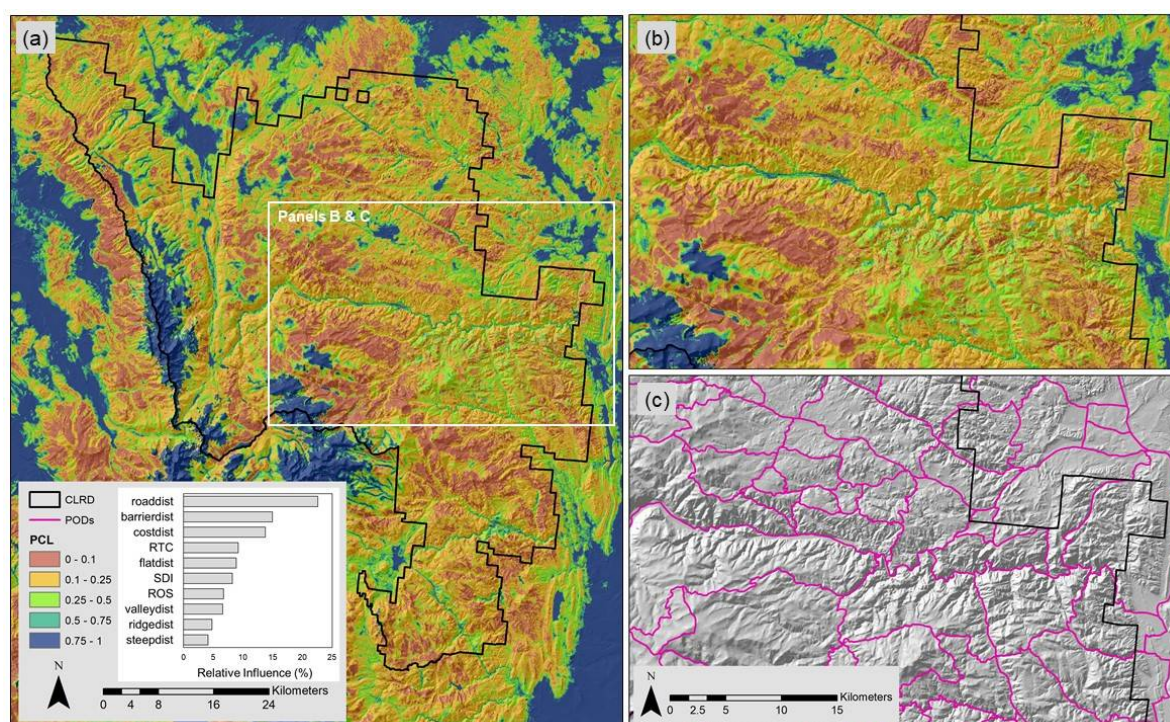 (a)
Panels B & C
CLRD
PODs
PCL
0 - 0.1
0.1 - 0.25
0.25 - 0.5
0.5 - 0.75
0.75 - 1
roaddist
barrierdist
costdist
RTC
flatdist
SDI
ROS
valleydist
ridgedist
steepdist
0 5 10 15 20 25
Relative Influence (%)
N
0 4 8 16 24 Kilometers
(b)
(c)
N
0 2.5 5 10 15 Kilometers